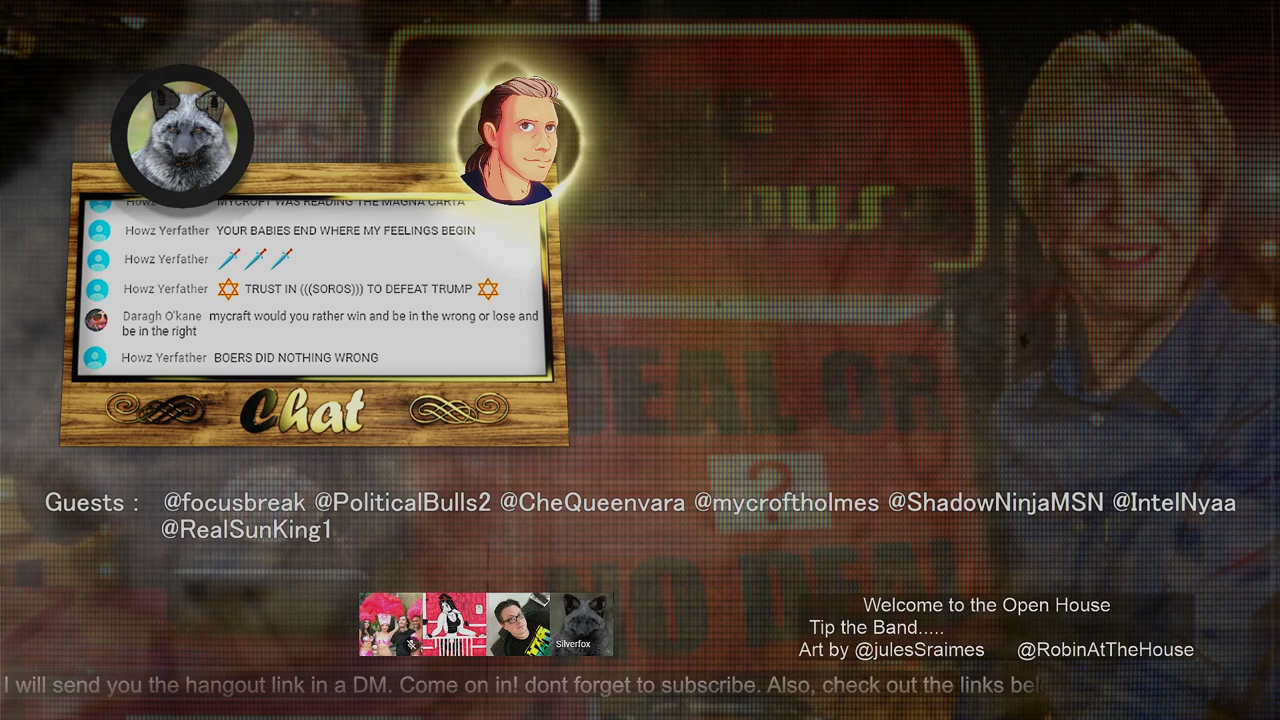 Howz Yerfather MYCROFT WAS READING THE MAGNA CARTA
Howz Yerfather YOUR BABIES END WHERE MY FEELINGS BEGIN
Howz Yerfather 🗡🗡🗡
Howz Yerfather 🔯 TRUST IN (((SOROS))) TO DEFEAT TRUMP 🔯
Daragh O'kane mycraft would you rather win and be in the wrong or lose and
be in the right
Howz Yerfather BOERS DID NOTHING WRONG
Chat
DEAL OR
?
NO DEAL
Guests : @focusbreak @PoliticalBulls2 @CheQueenvara @mycroftholmes @ShadowNinjaMSN @IntelNyaa
@RealSunKing1
Silverfox
Welcome to the Open House
Tip the Band.....
Art by @julesSraimes @RobinAtTheHouse
I will send you the hangout link in a DM. Come on in! dont forget to subscribe. Also, check out the links